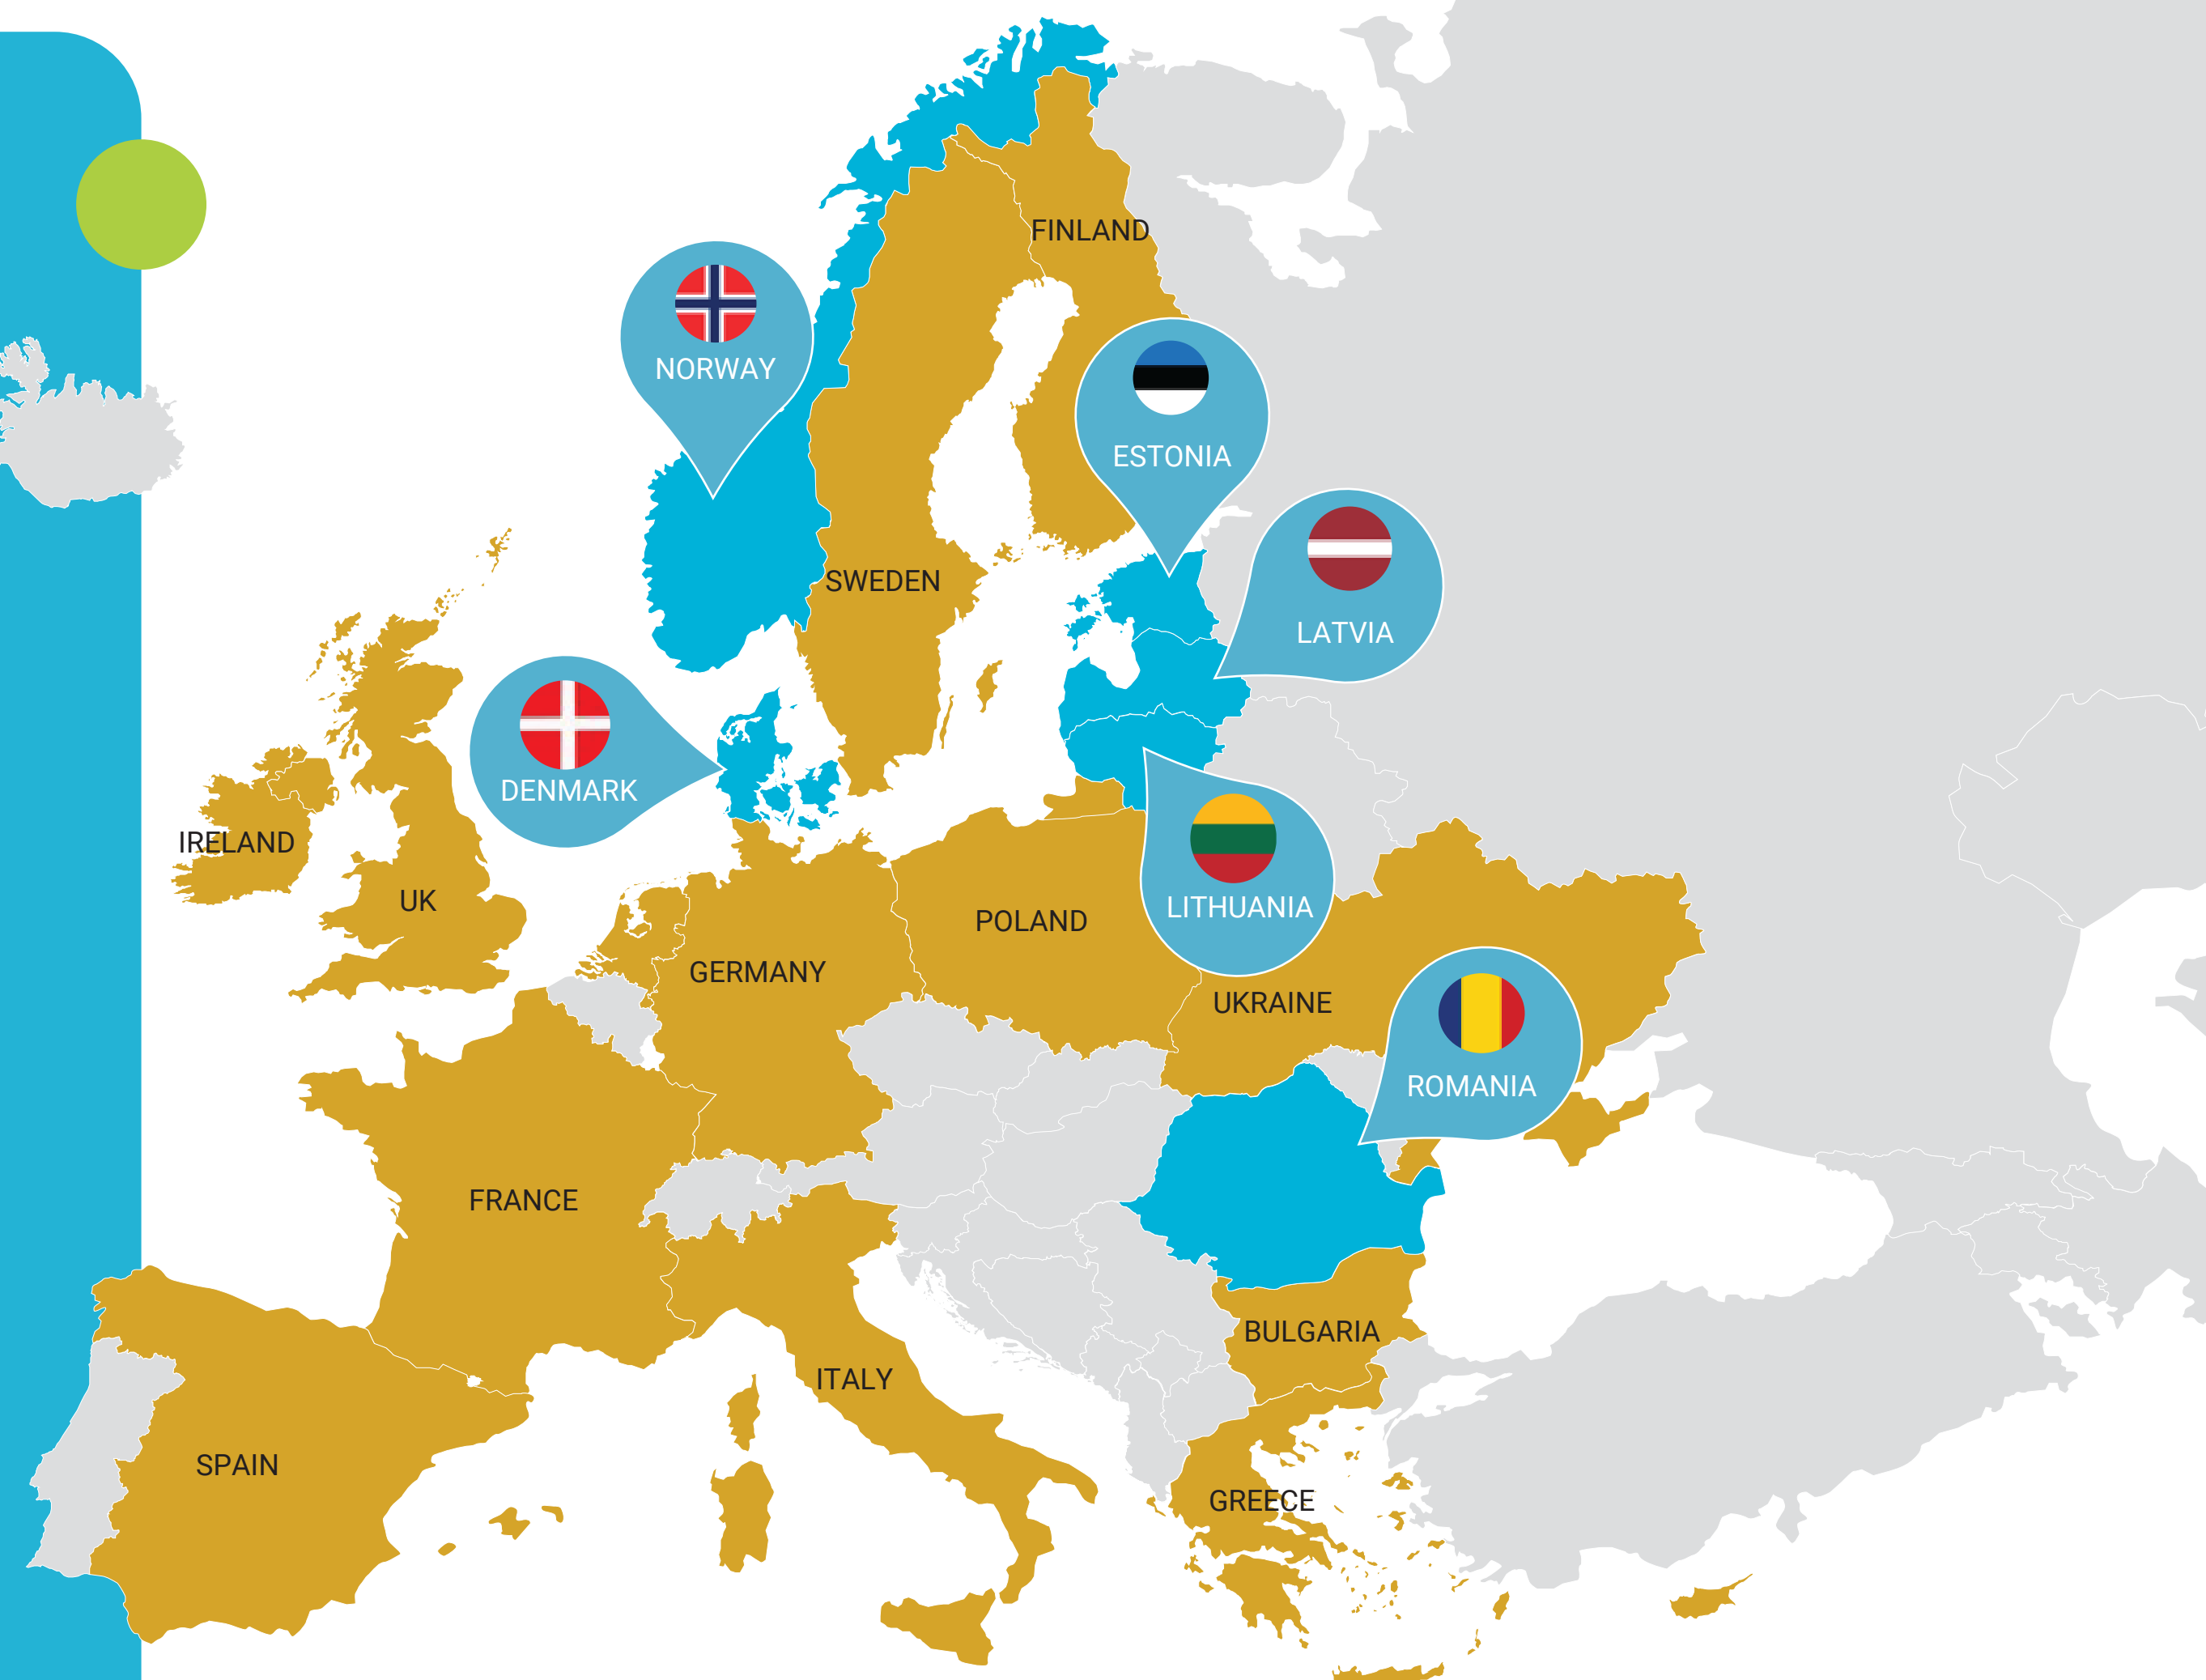 FINLAND
NORWAY
ESTONIA
SWEDEN
LATVIA
DENMARK
IRELAND
UK
LITHUANIA
POLAND
GERMANY
UKRAINE
ROMANIA
FRANCE
BULGARIA
ITALY
SPAIN
GREECE